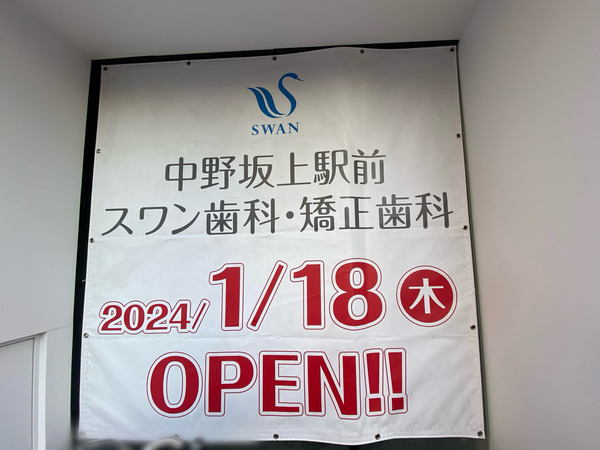 SWAN
中野坂上駅前
スワン歯科・矯正歯科
2024/1/18木
OPEN!!